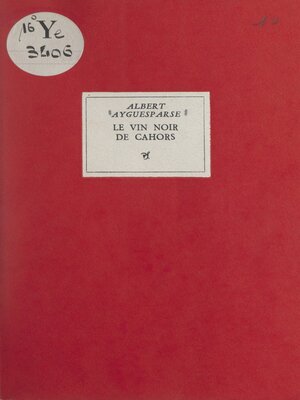 16° Ye
3406
ALBERT
AYGUESPARSE
LE VIN NOIR
DE CAHORS